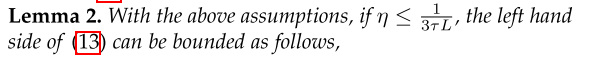 Lemma 2. With the above assumptions, if η ≤ 1/(3τL), the left hand
side of (13) can be bounded as follows,